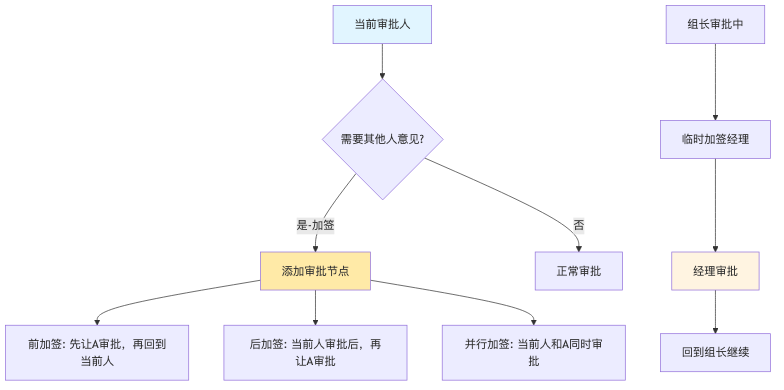 当前审批人
需要其他人意见?
是-加签
否
添加审批节点
正常审批
前加签: 先让A审批，再回到
当前人
后加签: 当前人审批后，再
让A审批
并行加签: 当前人和A同时审
批
组长审批中
临时加签经理
经理审批
回到组长继续